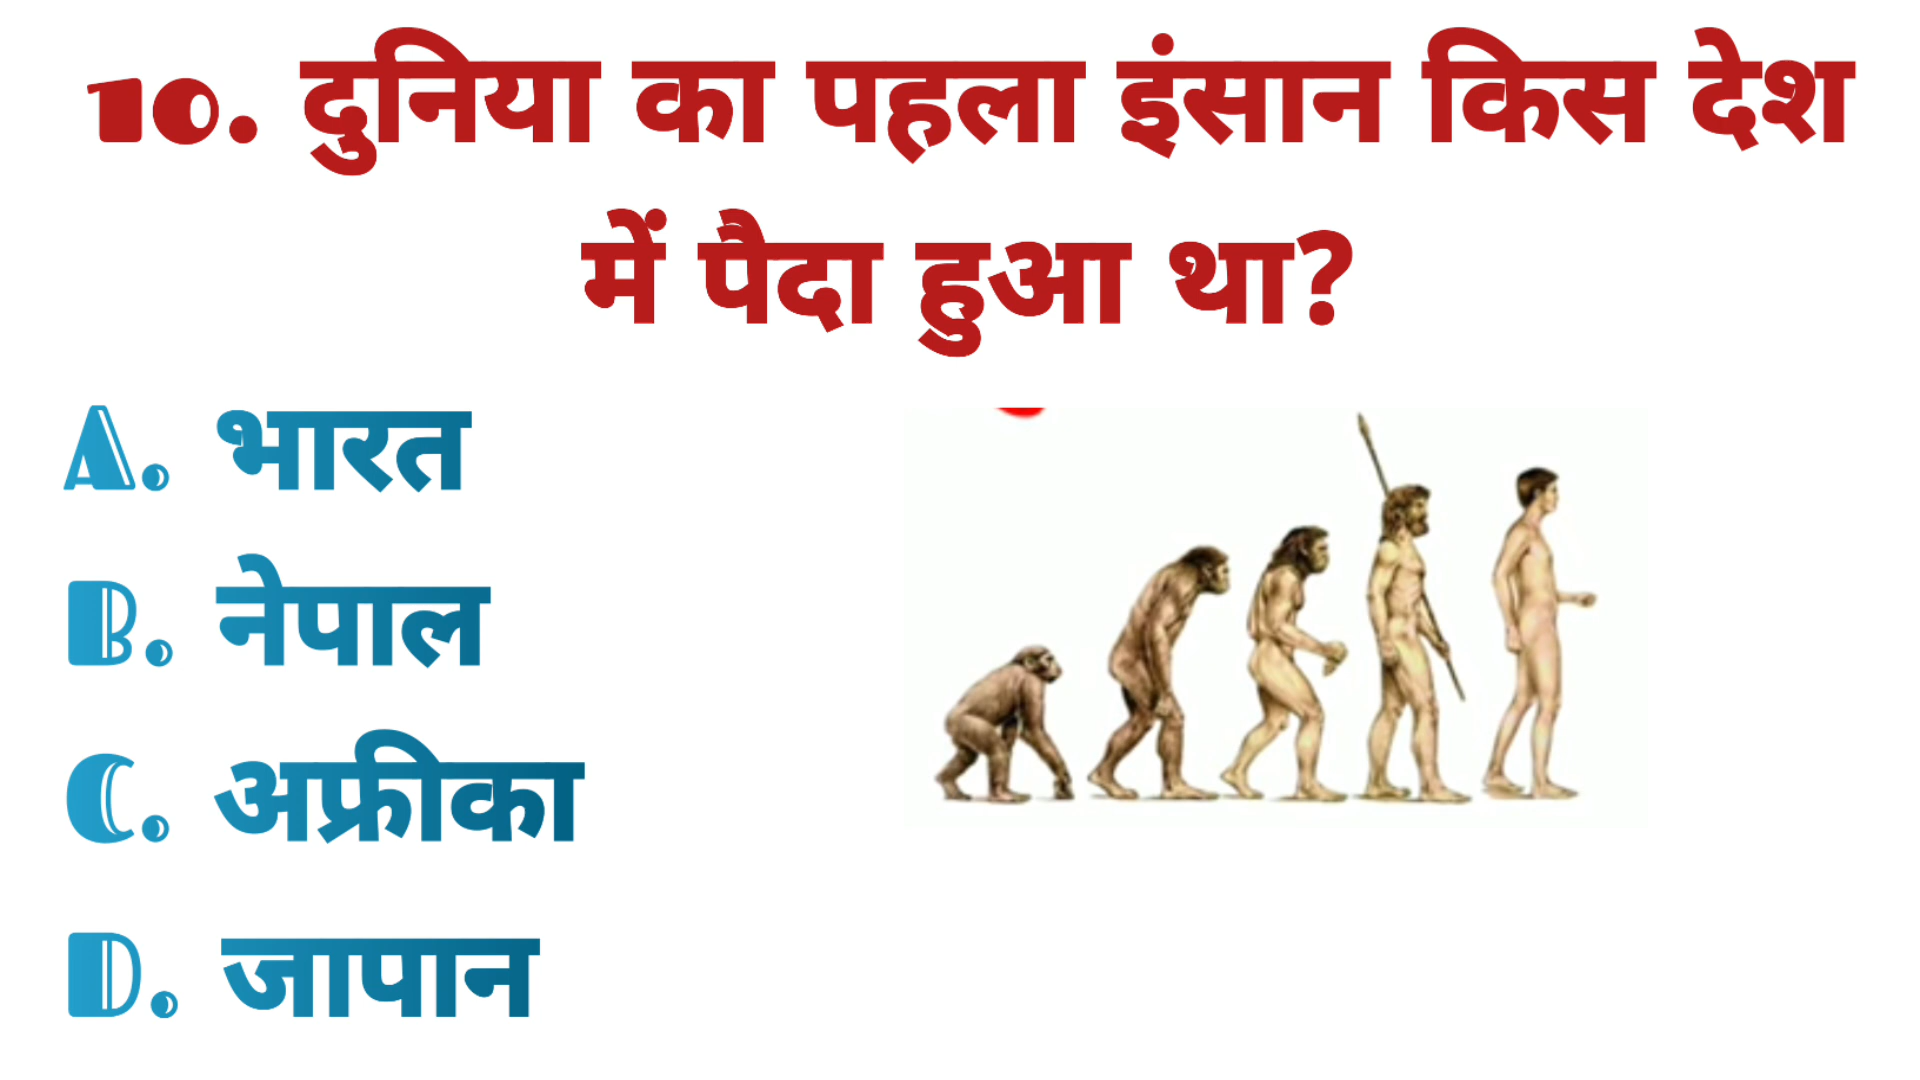 10. दुनिया का पहला इंसान किस देश
में पैदा हुआ था?
A. भारत
B. नेपाल
C. अफ्रीका
D. जापान